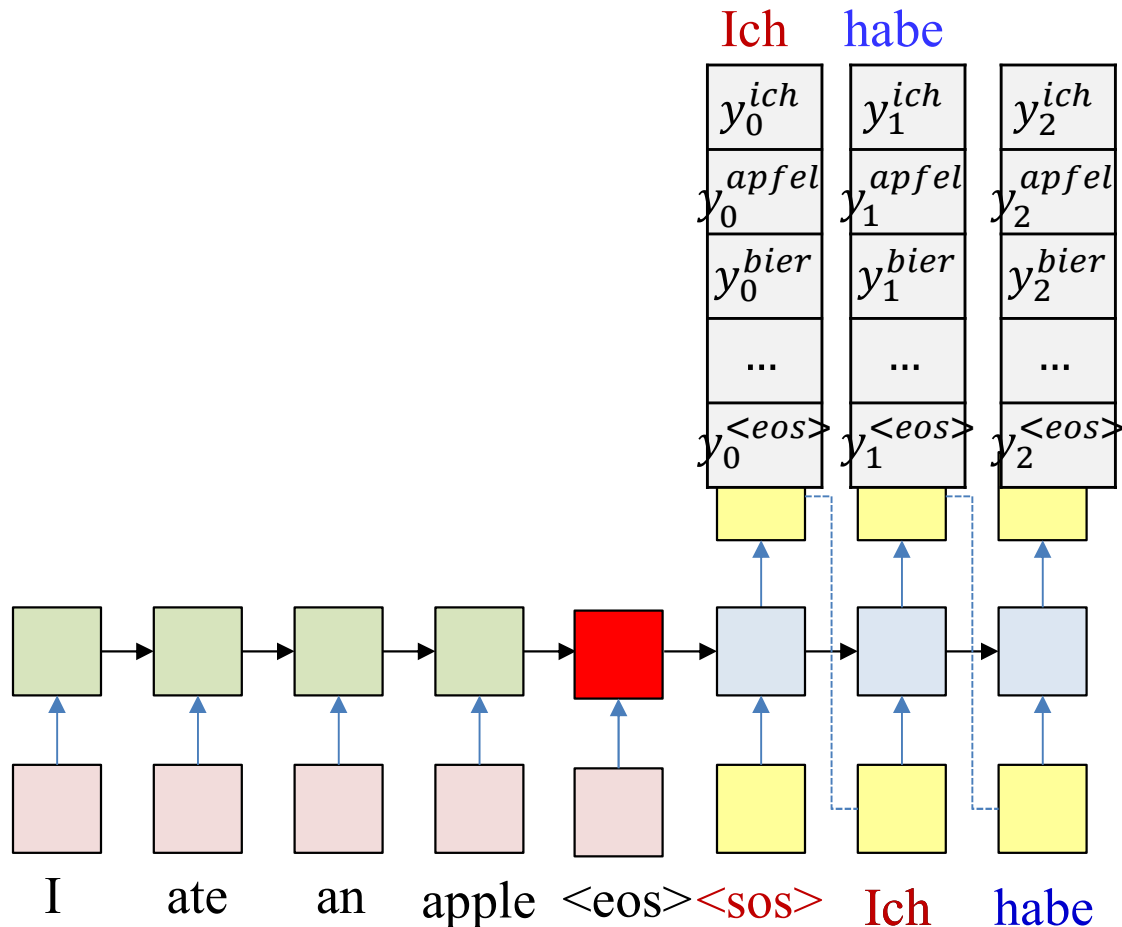 Ich habe
y_0^{ich} y_1^{ich} y_2^{ich}
y_0^{apfel} y_1^{apfel} y_2^{apfel}
y_0^{bier} y_1^{bier} y_2^{bier}
... ... ...
y_0^{<eos>} y_1^{<eos>} y_2^{<eos>}
I ate an apple <eos> <sos> Ich habe